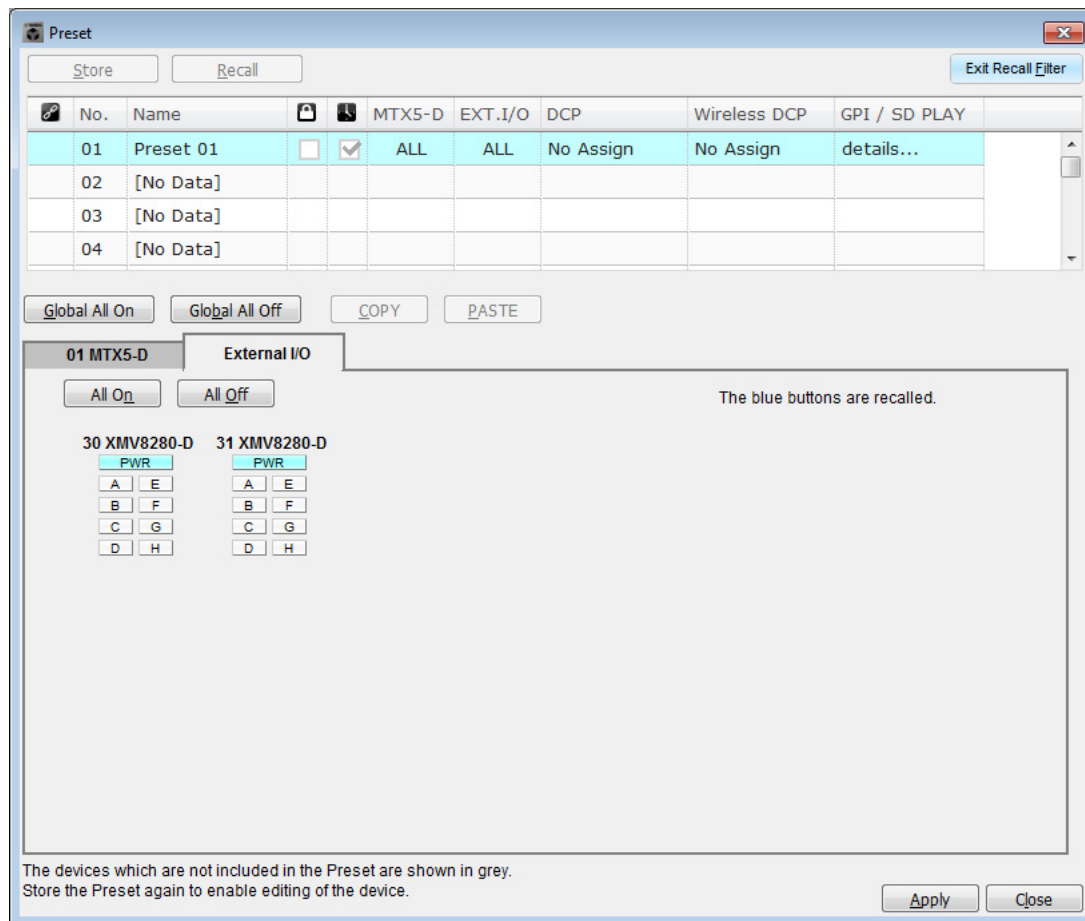 Preset
Store Recall Exit Recall Filter
No. Name MTX5-D EXT.I/O DCP Wireless DCP GPI / SD PLAY
01 Preset 01 ALL ALL No Assign No Assign details...
02 [No Data]
03 [No Data]
04 [No Data]
Global All On Global All Off COPY PASTE
01 MTX5-D External I/O
All On All Off The blue buttons are recalled.
30 XMV8280-D 31 XMV8280-D
PWR PWR
A E A E
B F B F
C G C G
D H D H
The devices which are not included in the Preset are shown in grey.
Store the Preset again to enable editing of the device.
Apply Close